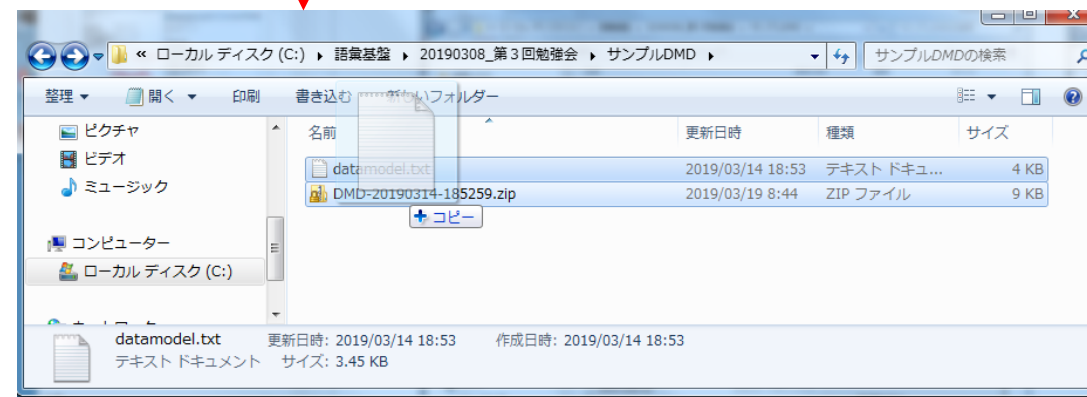 « ローカル ディスク (C:) ▸ 語彙基盤 ▸ 20190308_第3回勉強会 ▸ サンプルDMD ▸
サンプルDMDの検索
整理 開く 印刷 書き込む 新しいフォルダー
ピクチャ
ビデオ
ミュージック
コンピューター
ローカル ディスク (C:)
名前 更新日時 種類 サイズ
datamodel.txt 2019/03/14 18:53 テキスト ドキュ... 4 KB
DMD-20190314-185259.zip 2019/03/19 8:44 ZIP ファイル 9 KB
コピー
datamodel.txt 更新日時: 2019/03/14 18:53 作成日時: 2019/03/14 18:53
テキスト ドキュメント サイズ: 3.45 KB